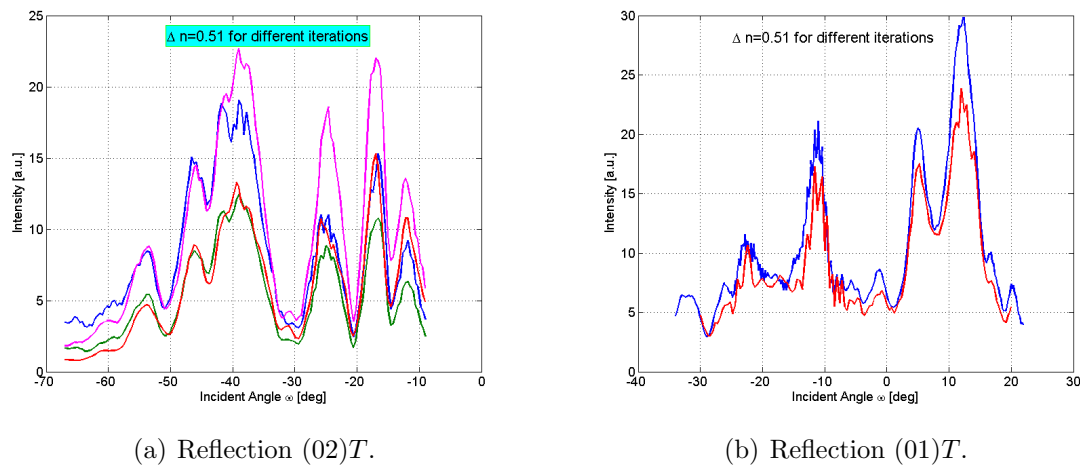 Δ n=0.51 for different iterations
Intensity [a.u.]
25
20
15
10
5
0
-70 -60 -50 -40 -30 -20 -10 0
Incident Angle ω [deg]
(a) Reflection (02)T.
Δ n=0.51 for different iterations
Intensity [a.u.]
30
25
20
15
10
5
0
-40 -30 -20 -10 0 10 20 30
Incident Angle ω [deg]
(b) Reflection (01)T.